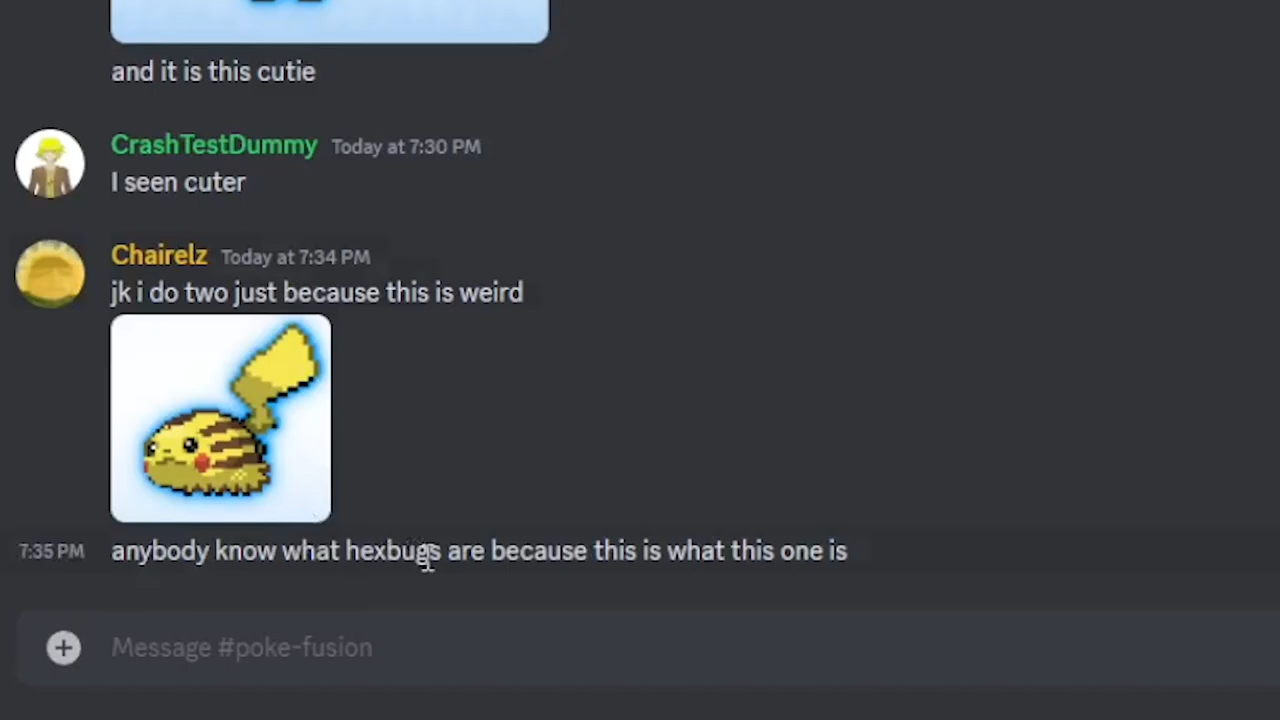 and it is this cutie
CrashTestDummy Today at 7:30 PM
I seen cuter
Chairelz Today at 7:34 PM
jk i do two just because this is weird
7:35 PM anybody know what hexbugs are because this is what this one is
Message #poke-fusion